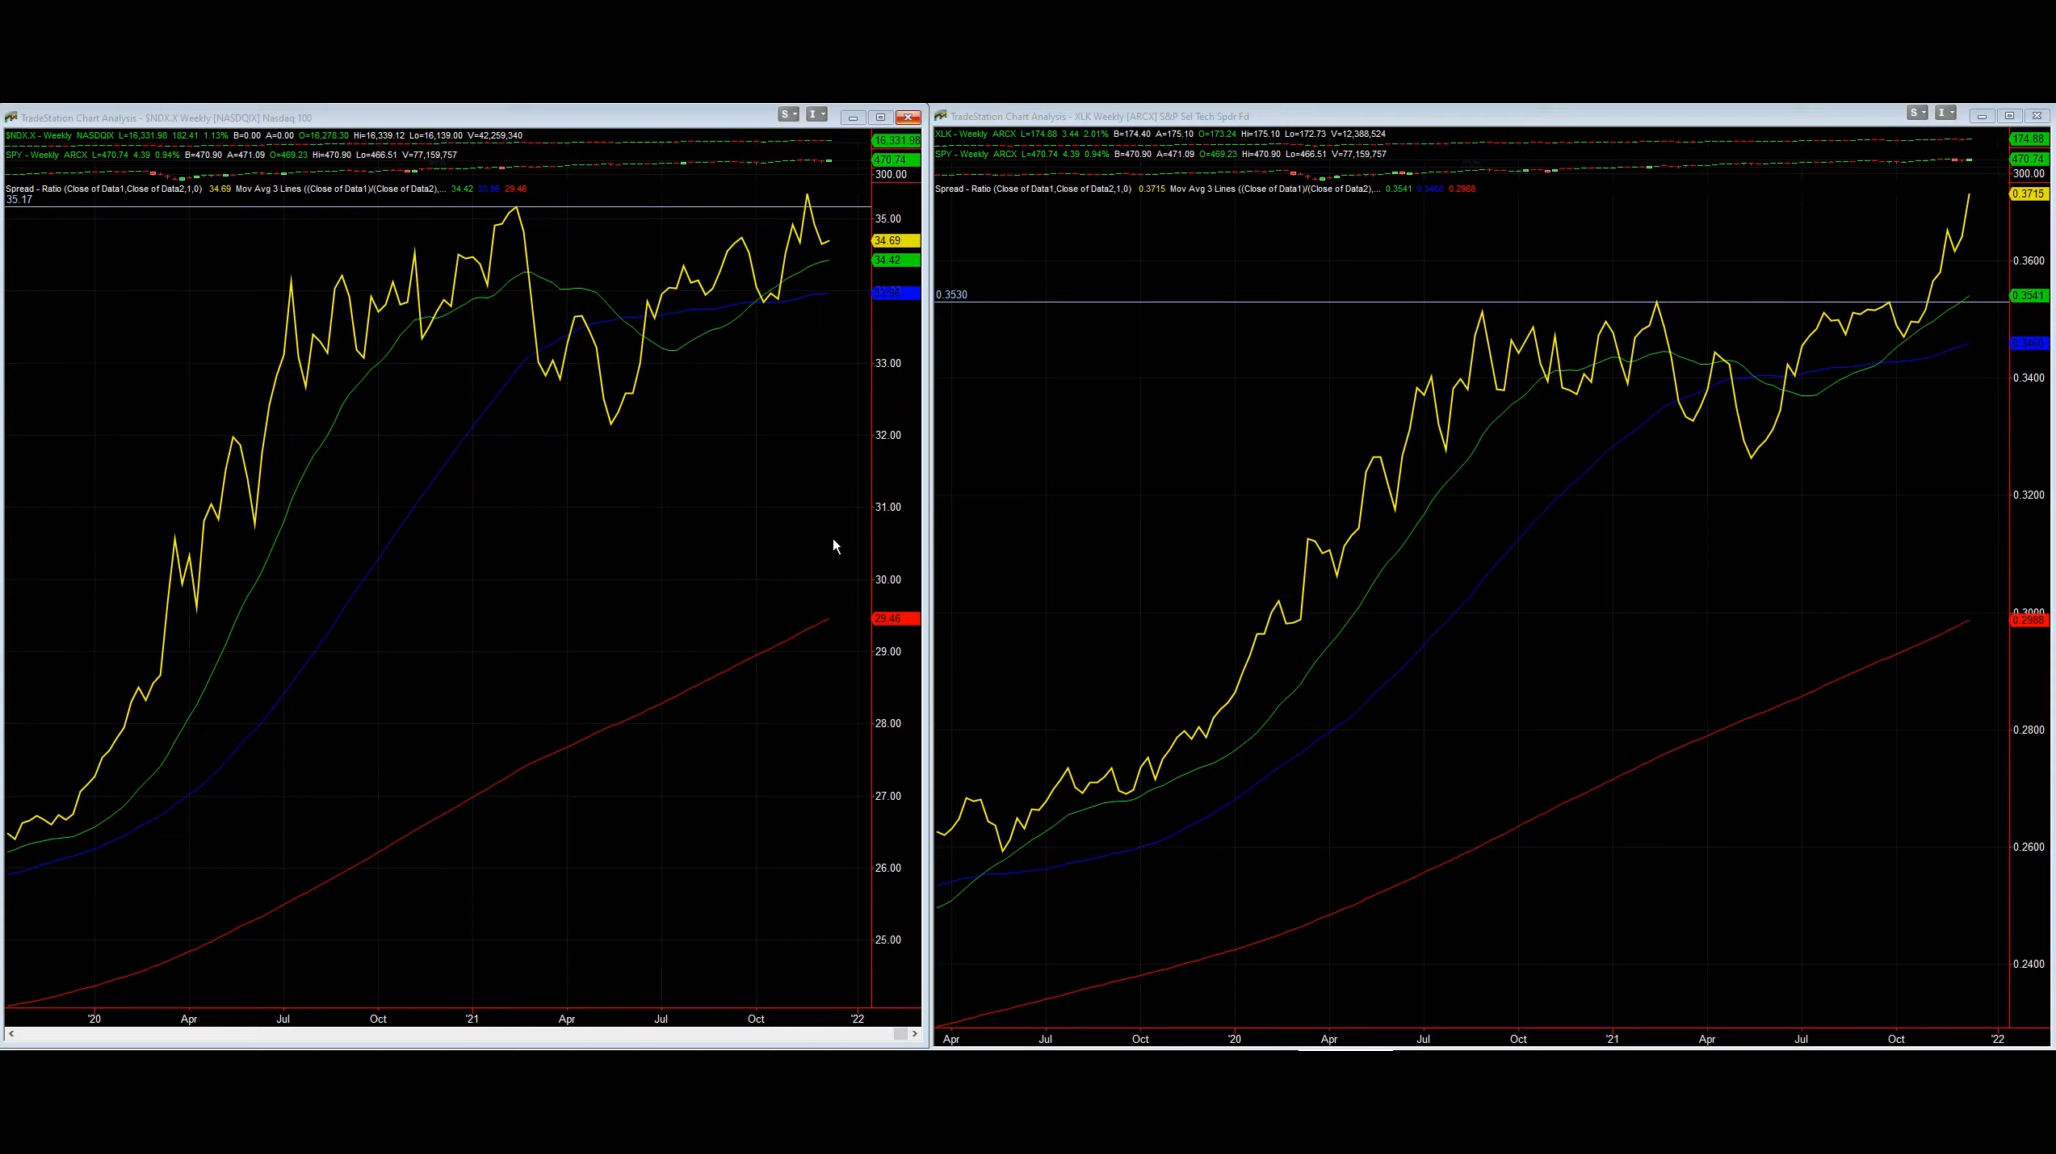 TradeStation Chart Analysis - $NDX.X Weekly [NASDQIX] Nasdaq 100
S
I
$NDX.X - Weekly NASDQIX L=16,331.98 182.41 1.13% B=0.00 A=0.00 O=16,278.30 Hi=16,339.12 Lo=16,139.00 V=42,259,340
16,331.98
SPY - Weekly ARCX L=470.74 4.39 0.94% B=470.90 A=471.09 O=469.23 Hi=470.90 Lo=466.51 V=77,159,757
470.74
300.00
Spread - Ratio (Close of Data1,Close of Data2,1,0) 34.69 Mov Avg 3 Lines ((Close of Data1)/(Close of Data2),... 34.42 33.98 29.46
35.17
35.00
34.69
34.42
33.00
32.00
31.00
30.00
29.46
29.00
28.00
27.00
26.00
25.00
'20 Apr Jul Oct '21 Apr Jul Oct '22
TradeStation Chart Analysis - XLK Weekly [ARCX] S&P Sel Tech Spdr Fd
S
I
XLK - Weekly ARCX L=174.88 3.44 2.01% B=174.40 A=175.10 O=173.24 Hi=175.10 Lo=172.73 V=12,388,524
174.88
SPY - Weekly ARCX L=470.74 4.39 0.94% B=470.90 A=471.09 O=469.23 Hi=470.90 Lo=466.51 V=77,159,757
470.74
300.00
Spread - Ratio (Close of Data1,Close of Data2,1,0) 0.3715 Mov Avg 3 Lines ((Close of Data1)/(Close of Data2),... 0.3541 0.3460 0.2988
0.3715
0.3600
0.3530
0.3541
0.3460
0.3400
0.3200
0.3000
0.2988
0.2800
0.2600
0.2400
Apr Jul Oct '20 Apr Jul Oct '21 Apr Jul Oct '22